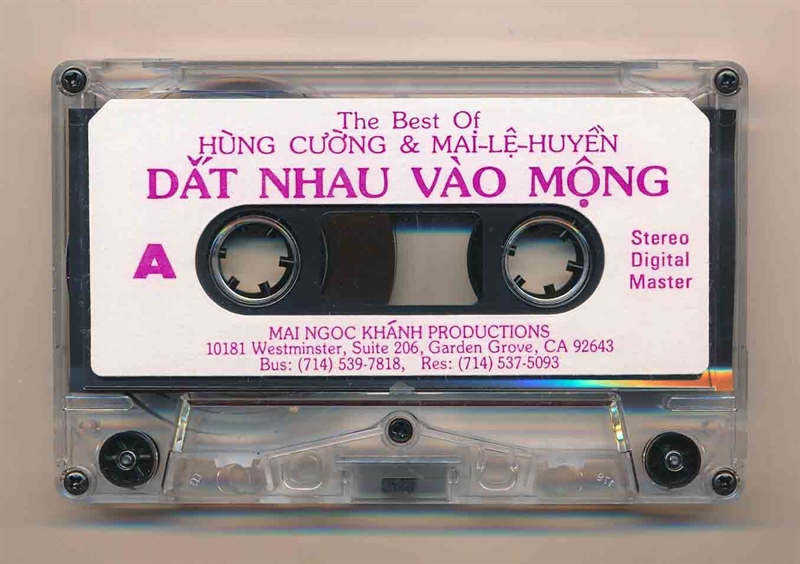 The Best Of
HÙNG CƯỜNG & MAI-LỆ-HUYỀN
DẮT NHAU VÀO MỘNG
A
Stereo
Digital
Master
MAI NGOC KHÁNH PRODUCTIONS
10181 Westminster, Suite 206, Garden Grove, CA 92643
Bus: (714) 539-7818, Res: (714) 537-5093